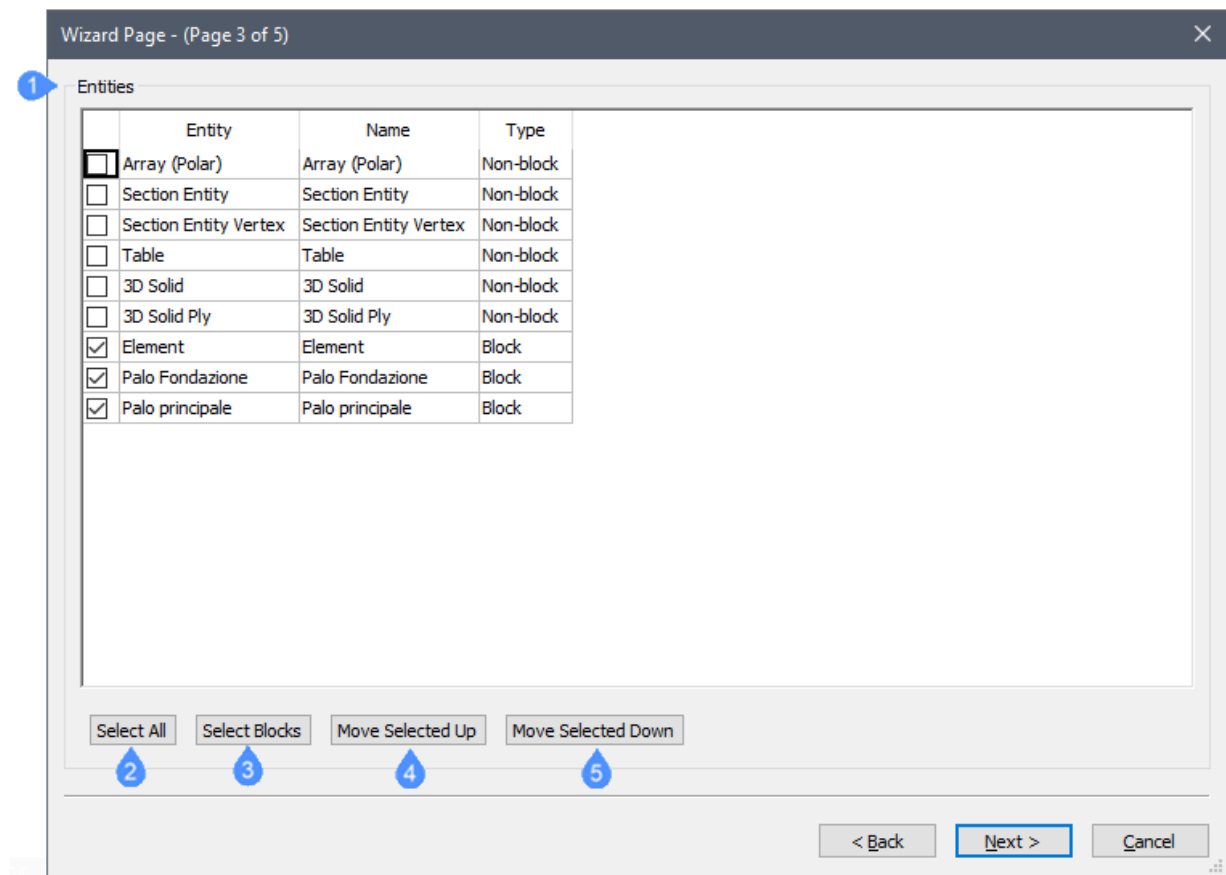 Wizard Page - (Page 3 of 5)
1
Entities
Entity Name Type
Array (Polar) Array (Polar) Non-block
Section Entity Section Entity Non-block
Section Entity Vertex Section Entity Vertex Non-block
Table Table Non-block
3D Solid 3D Solid Non-block
3D Solid Ply 3D Solid Ply Non-block
Element Element Block
Palo Fondazione Palo Fondazione Block
Palo principale Palo principale Block
Select All Select Blocks Move Selected Up Move Selected Down
2 3 4 5
< Back Next > Cancel